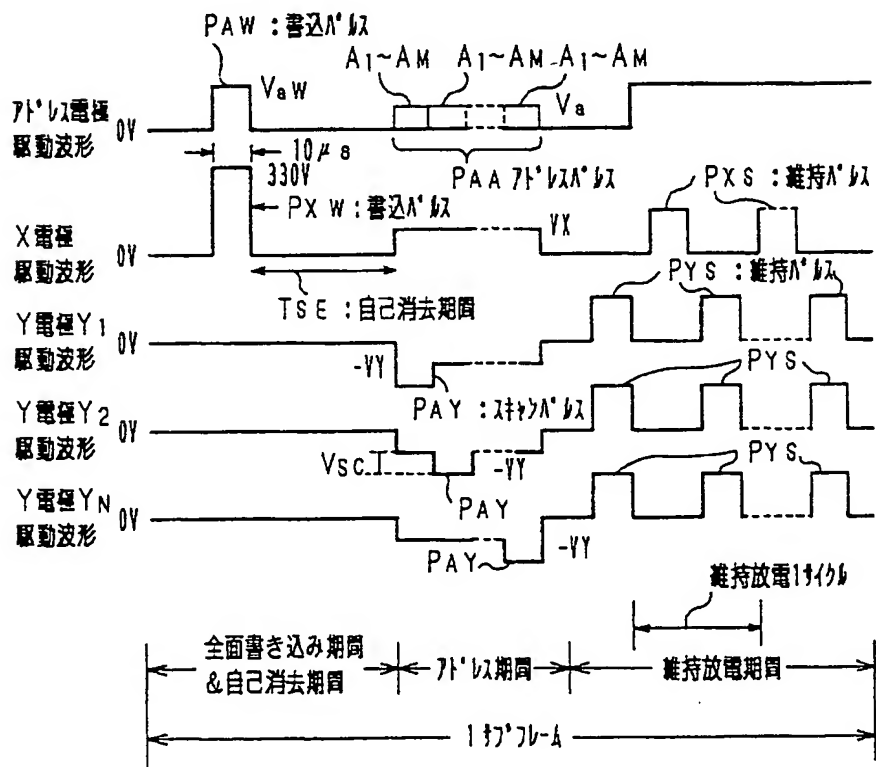 PAW：書込ﾊﾟﾙｽ
A1~AM A1~AM A1~AM
VaW
Va
ｱﾄﾞﾚｽ電極
駆動波形 0V
10μs
PAA ｱﾄﾞﾚｽﾊﾟﾙｽ
330V
PXW：書込ﾊﾟﾙｽ
PXS：維持ﾊﾟﾙｽ
VX
X電極
駆動波形 0V
TSE：自己消去期間
PYS：維持ﾊﾟﾙｽ
Y電極Y1
駆動波形 0V
-VY
PAY：ｽｷｬﾝﾊﾟﾙｽ
PYS
Y電極Y2
駆動波形 0V
VSC
-VY
PAY
PYS
Y電極YN
駆動波形 0V
PAY
-VY
維持放電1ｻｲｸﾙ
全面書き込み期間
&自己消去期間
ｱﾄﾞﾚｽ期間
維持放電期間
1ｻﾌﾞﾌﾚｰﾑ